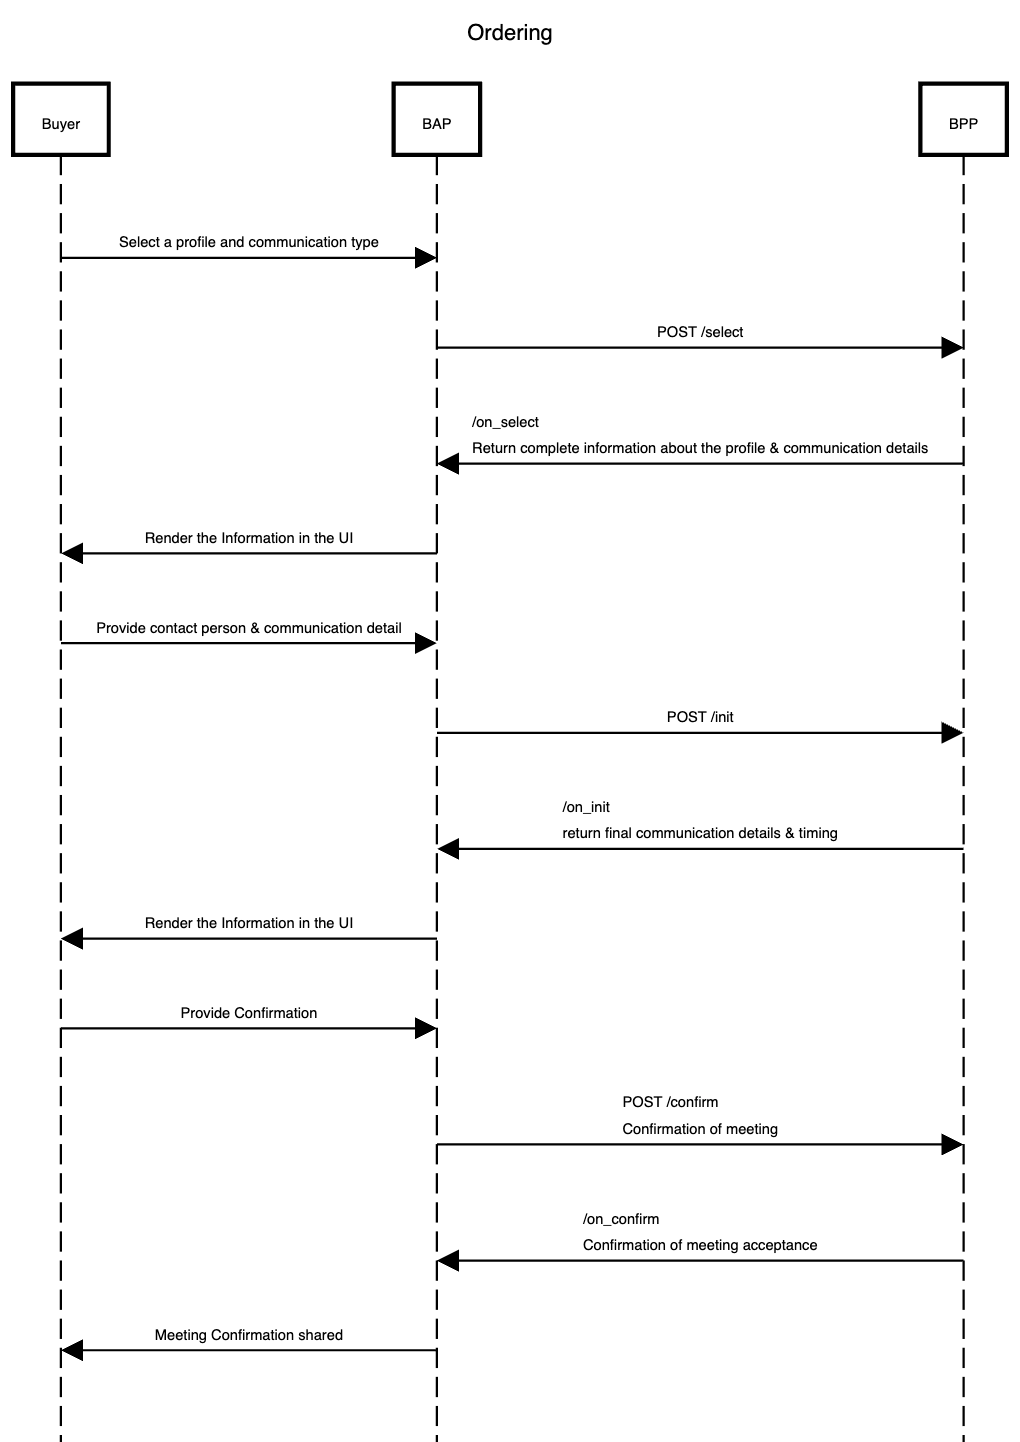 Ordering
Buyer
BAP
BPP
Select a profile and communication type
POST /select
/on_select
Return complete information about the profile & communication details
Render the Information in the UI
Provide contact person & communication detail
POST /init
/on_init
return final communication details & timing
Render the Information in the UI
Provide Confirmation
POST /confirm
Confirmation of meeting
/on_confirm
Confirmation of meeting acceptance
Meeting Confirmation shared